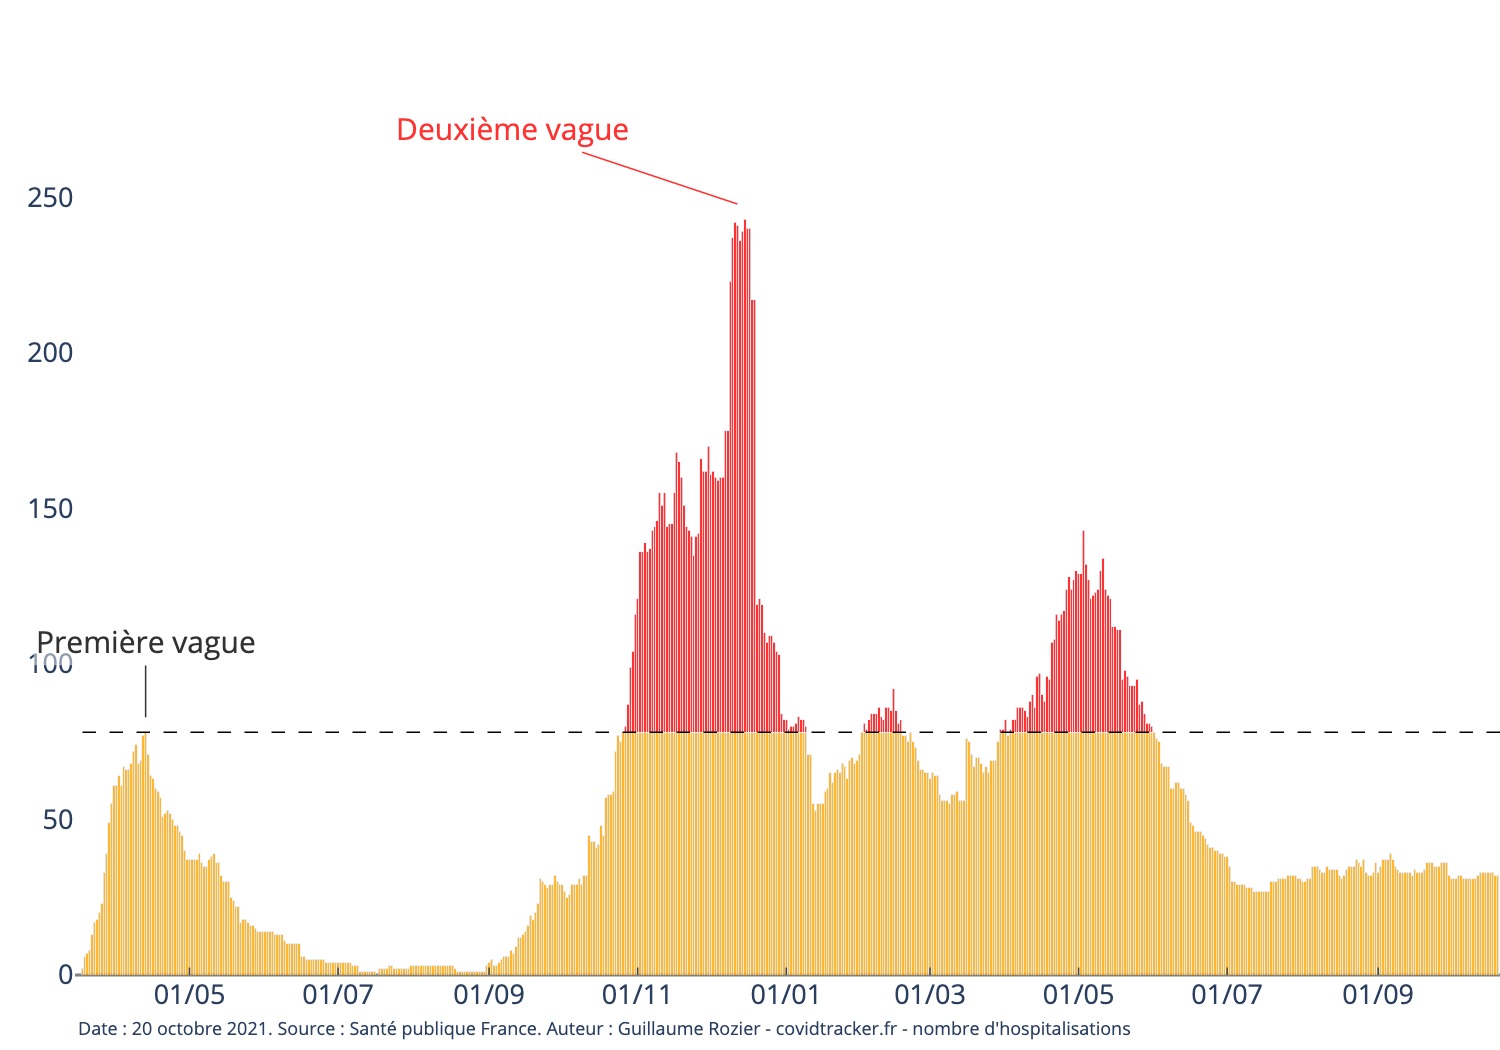 Deuxième vague
250
200
150
Première vague
100
50
0
01/05 01/07 01/09 01/11 01/01 01/03 01/05 01/07 01/09
Date : 20 octobre 2021. Source : Santé publique France. Auteur : Guillaume Rozier - covidtracker.fr - nombre d'hospitalisations